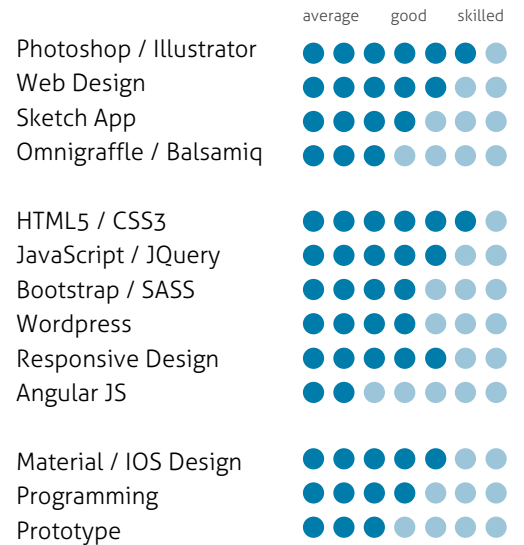 average good skilled
Photoshop / Illustrator
Web Design
Sketch App
Omnigraffle / Balsamiq
HTML5 / CSS3
JavaScript / JQuery
Bootstrap / SASS
Wordpress
Responsive Design
Angular JS
Material / IOS Design
Programming
Prototype